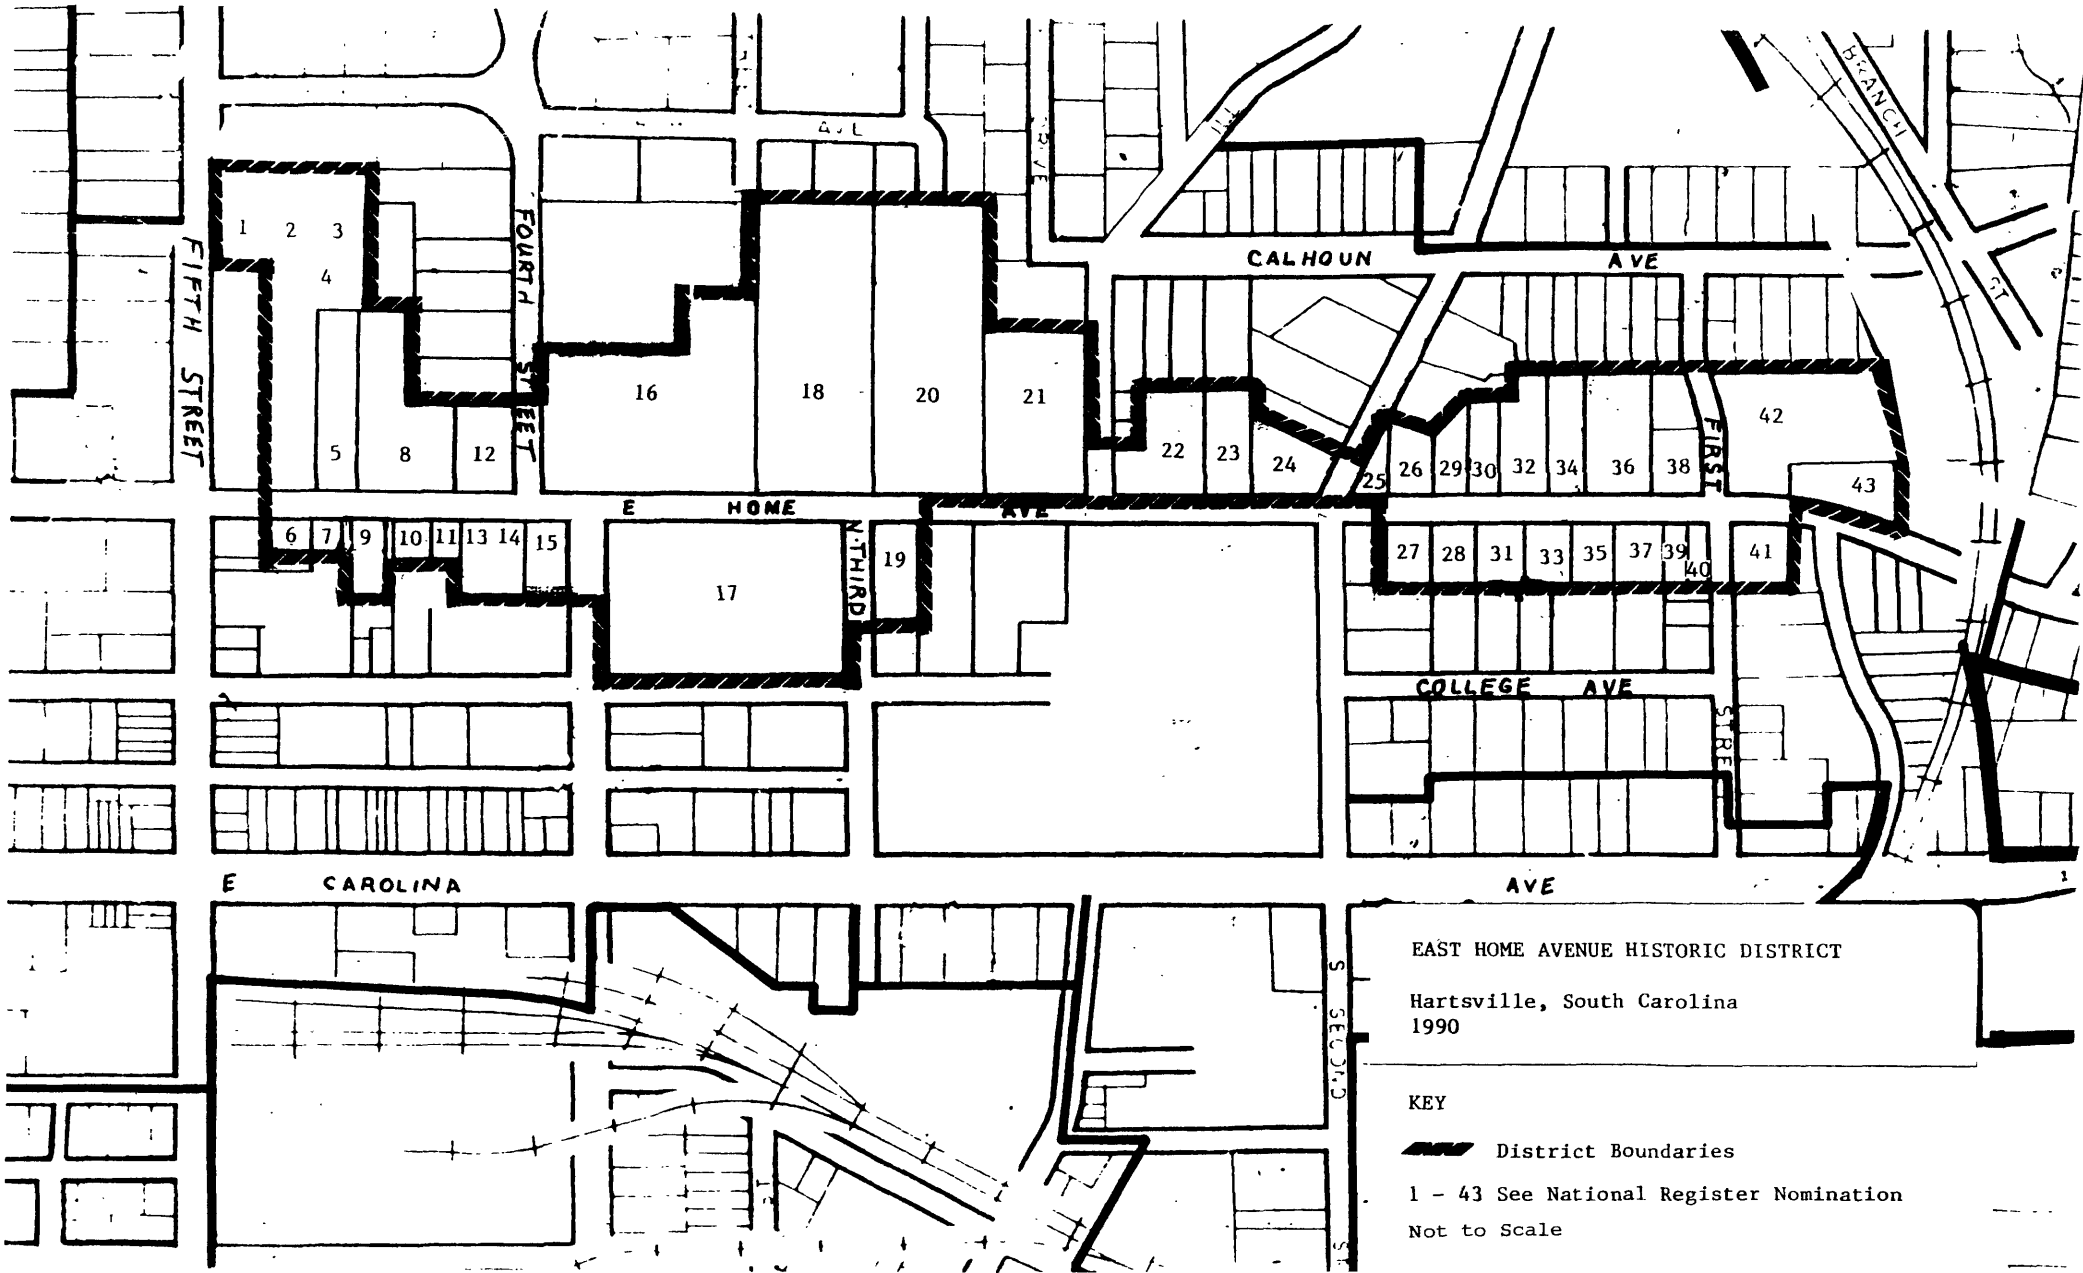 BRANCH
ST
AVE
FIFTH STREET
FOURTH STREET
CALHOUN AVE
1 2 3
4
5 8 12
16 18 20 21
22 23 24 25 26 29 30 32 34 36 38
FIRST
42
43
E HOME AVE
6 7 9 10 11 13 14 15
17
N. THIRD
19
27 28 31 33 35 37 39 40 41
COLLEGE AVE
E CAROLINA AVE
S SECOND
EAST HOME AVENUE HISTORIC DISTRICT
Hartsville, South Carolina
1990
KEY
District Boundaries
1 - 43 See National Register Nomination
Not to Scale